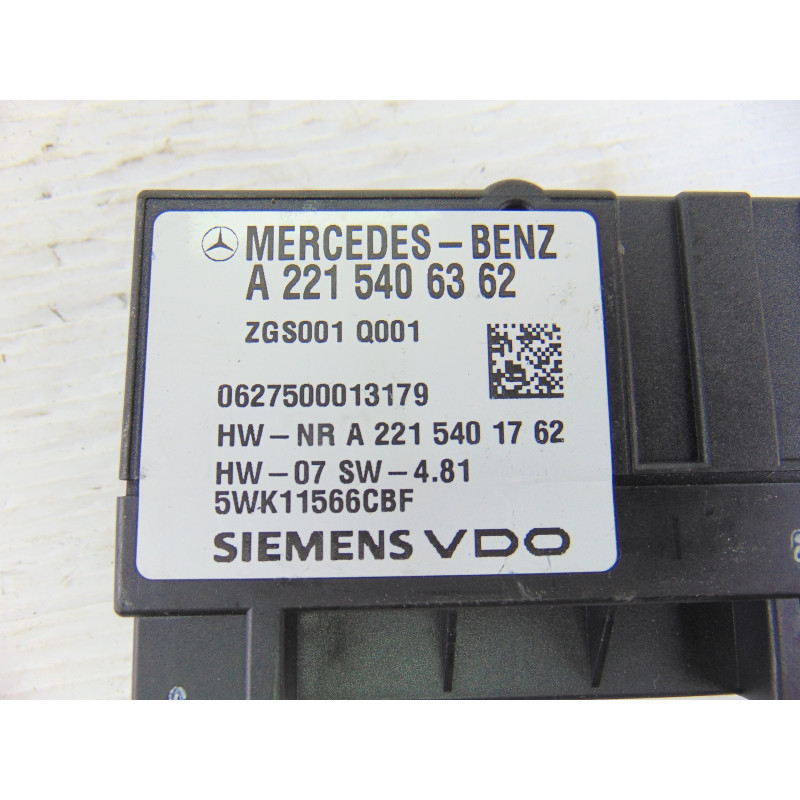 MERCEDES-BENZ
A 221 540 63 62
ZGS001 Q001
0627500013179
HW-NR A 221 540 17 62
HW-07 SW-4.81
5WK11566CBF
SIEMENS VDO